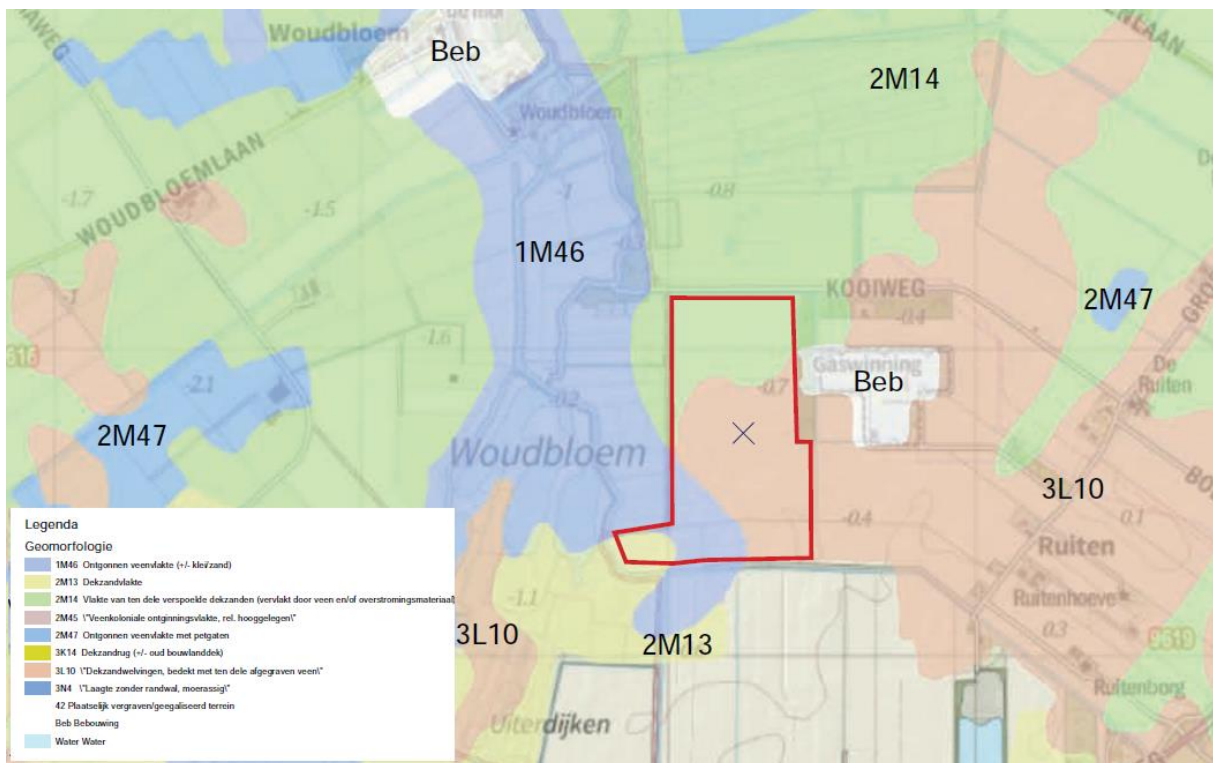 Woudbloem
Beb
2M14
Woudbloem
WOUDBLOEMLAAN
-1.7
-1.5
-1
-0.8
1M46
-1
KOOIWEG
-0.4
2M47
-1.6
Gaswinning
Beb
De
Ruiten
-0.7
-2.1
2M47
Woudbloem
3L10
-0.4
0.1
Ruiten
Ruitenhoeve
-1.1
3L10
2M13
0.3
Ruitenborg
Uiterdijken
Legenda
Geomorfologie
1M46 Ontgonnen veenvlakte (+/- klei/zand)
2M13 Dekzandvlakte
2M14 Vlakte van ten dele verspoelde dekzanden (vervlakt door veen en/of overstromingsmateriaal)
2M45 \"Veenkoloniale ontginningsvlakte, rel. hooggelegen\"
2M47 Ontgonnen veenvlakte met petgaten
3K14 Dekzandrug (+/- oud bouwlanddek)
3L10 \"Dekzandwelvingen, bedekt met ten dele afgegraven veen\"
3N4 \"Laagte zonder randwal, moerassig\"
42 Plaatselijk vergraven/geegaliseerd terrein
Beb Bebouwing
Water Water